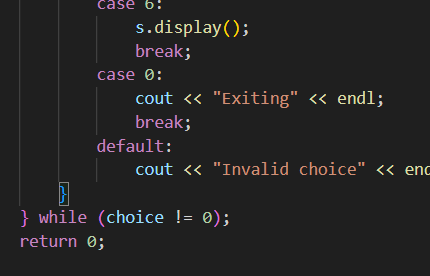 case 6:
s.display();
break;
case 0:
cout << "Exiting" << endl;
break;
default:
cout << "Invalid choice" << en
}
} while (choice != 0);
return 0;